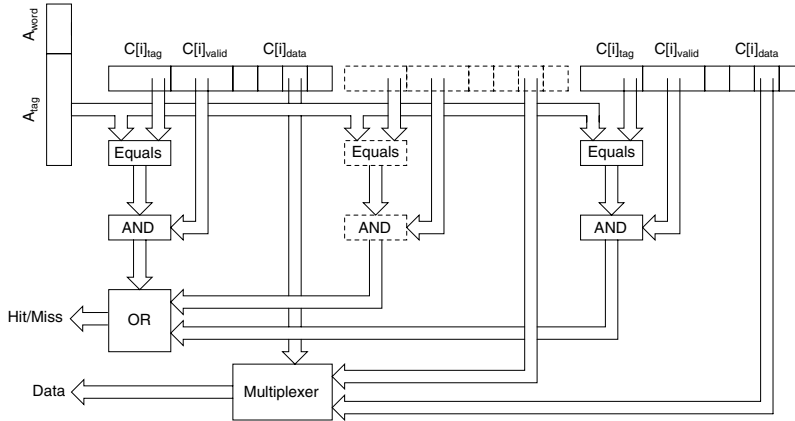 A_word
A_tag
C[i]_tag C[i]_valid C[i]_data
C[i]_tag C[i]_valid C[i]_data
Equals
Equals
Equals
AND
AND
AND
Hit/Miss
OR
Data
Multiplexer